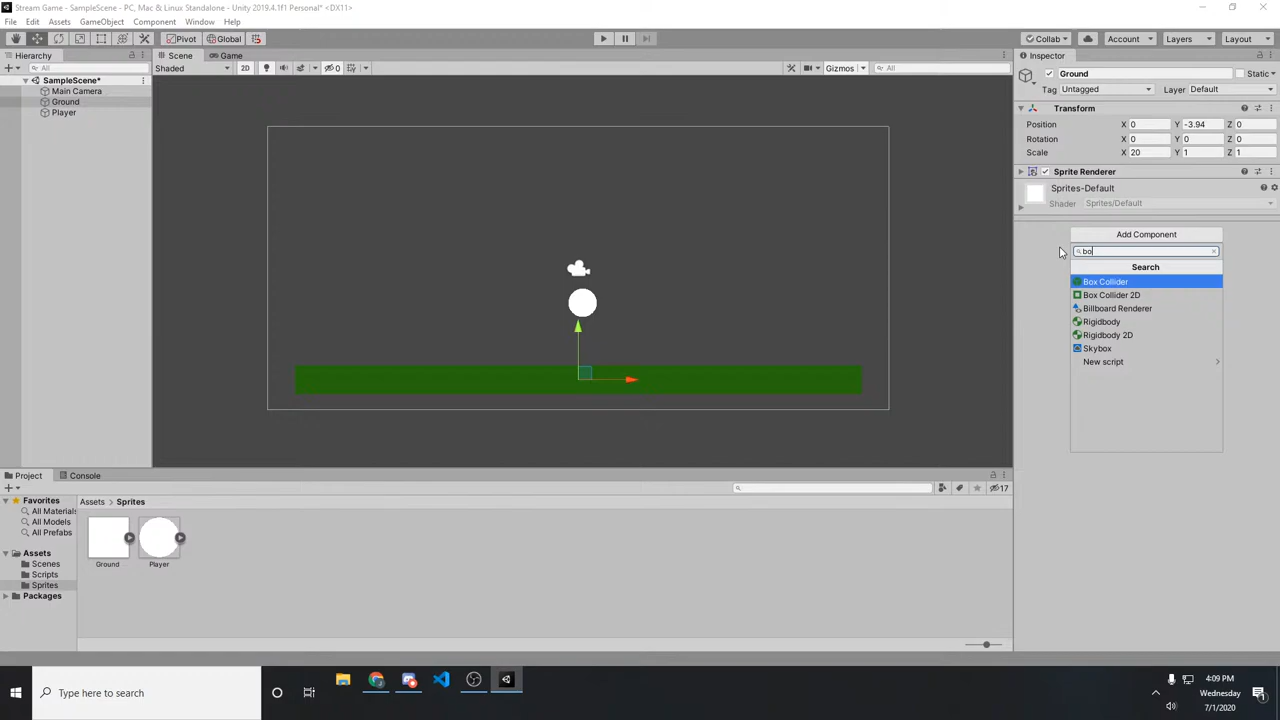 Stream Game - SampleScene - PC, Mac & Linux Standalone - Unity 2019.4.1f1 Personal* <DX11>
File Edit Assets GameObject Component Window Help
Pivot Global Collab Account Layers Layout
Hierarchy
All
SampleScene*
Main Camera
Ground
Player
Scene Game
Shaded 2D 0 Gizmos All
Inspector
Ground Static
Tag Untagged Layer Default
Transform
Position X 0 Y -3.94 Z 0
Rotation X 0 Y 0 Z 0
Scale X 20 Y 1 Z 1
Sprite Renderer
Sprites-Default
Shader Sprites/Default
Add Component
bo
Search
Box Collider
Box Collider 2D
Billboard Renderer
Rigidbody
Rigidbody 2D
Skybox
New script
Project Console
17
Favorites
All Materials
All Models
All Prefabs
Assets
Scenes
Scripts
Sprites
Packages
Assets Sprites
Ground Player
Type here to search
4:09 PM
Wednesday
7/1/2020
1